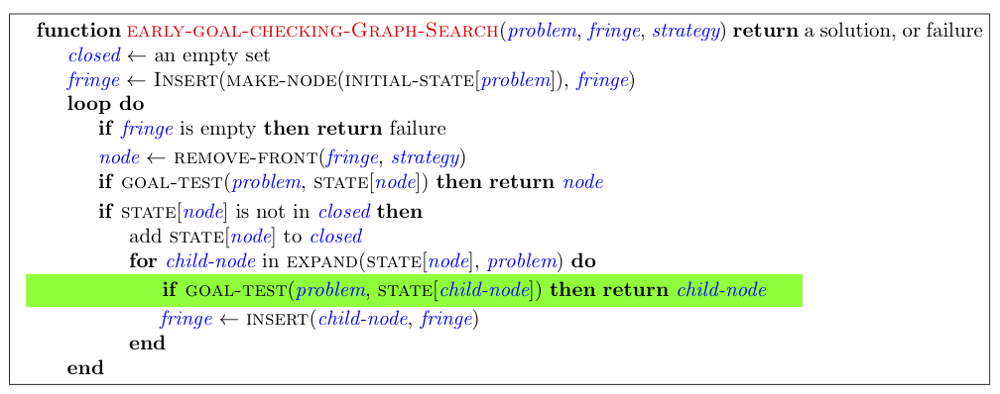 function EARLY-GOAL-CHECKING-GRAPH-SEARCH(problem, fringe, strategy) return a solution, or failure
closed ← an empty set
fringe ← INSERT(MAKE-NODE(INITIAL-STATE[problem]), fringe)
loop do
if fringe is empty then return failure
node ← REMOVE-FRONT(fringe, strategy)
if GOAL-TEST(problem, STATE[node]) then return node
if STATE[node] is not in closed then
add STATE[node] to closed
for child-node in EXPAND(STATE[node], problem) do
if GOAL-TEST(problem, STATE[child-node]) then return child-node
fringe ← INSERT(child-node, fringe)
end
end